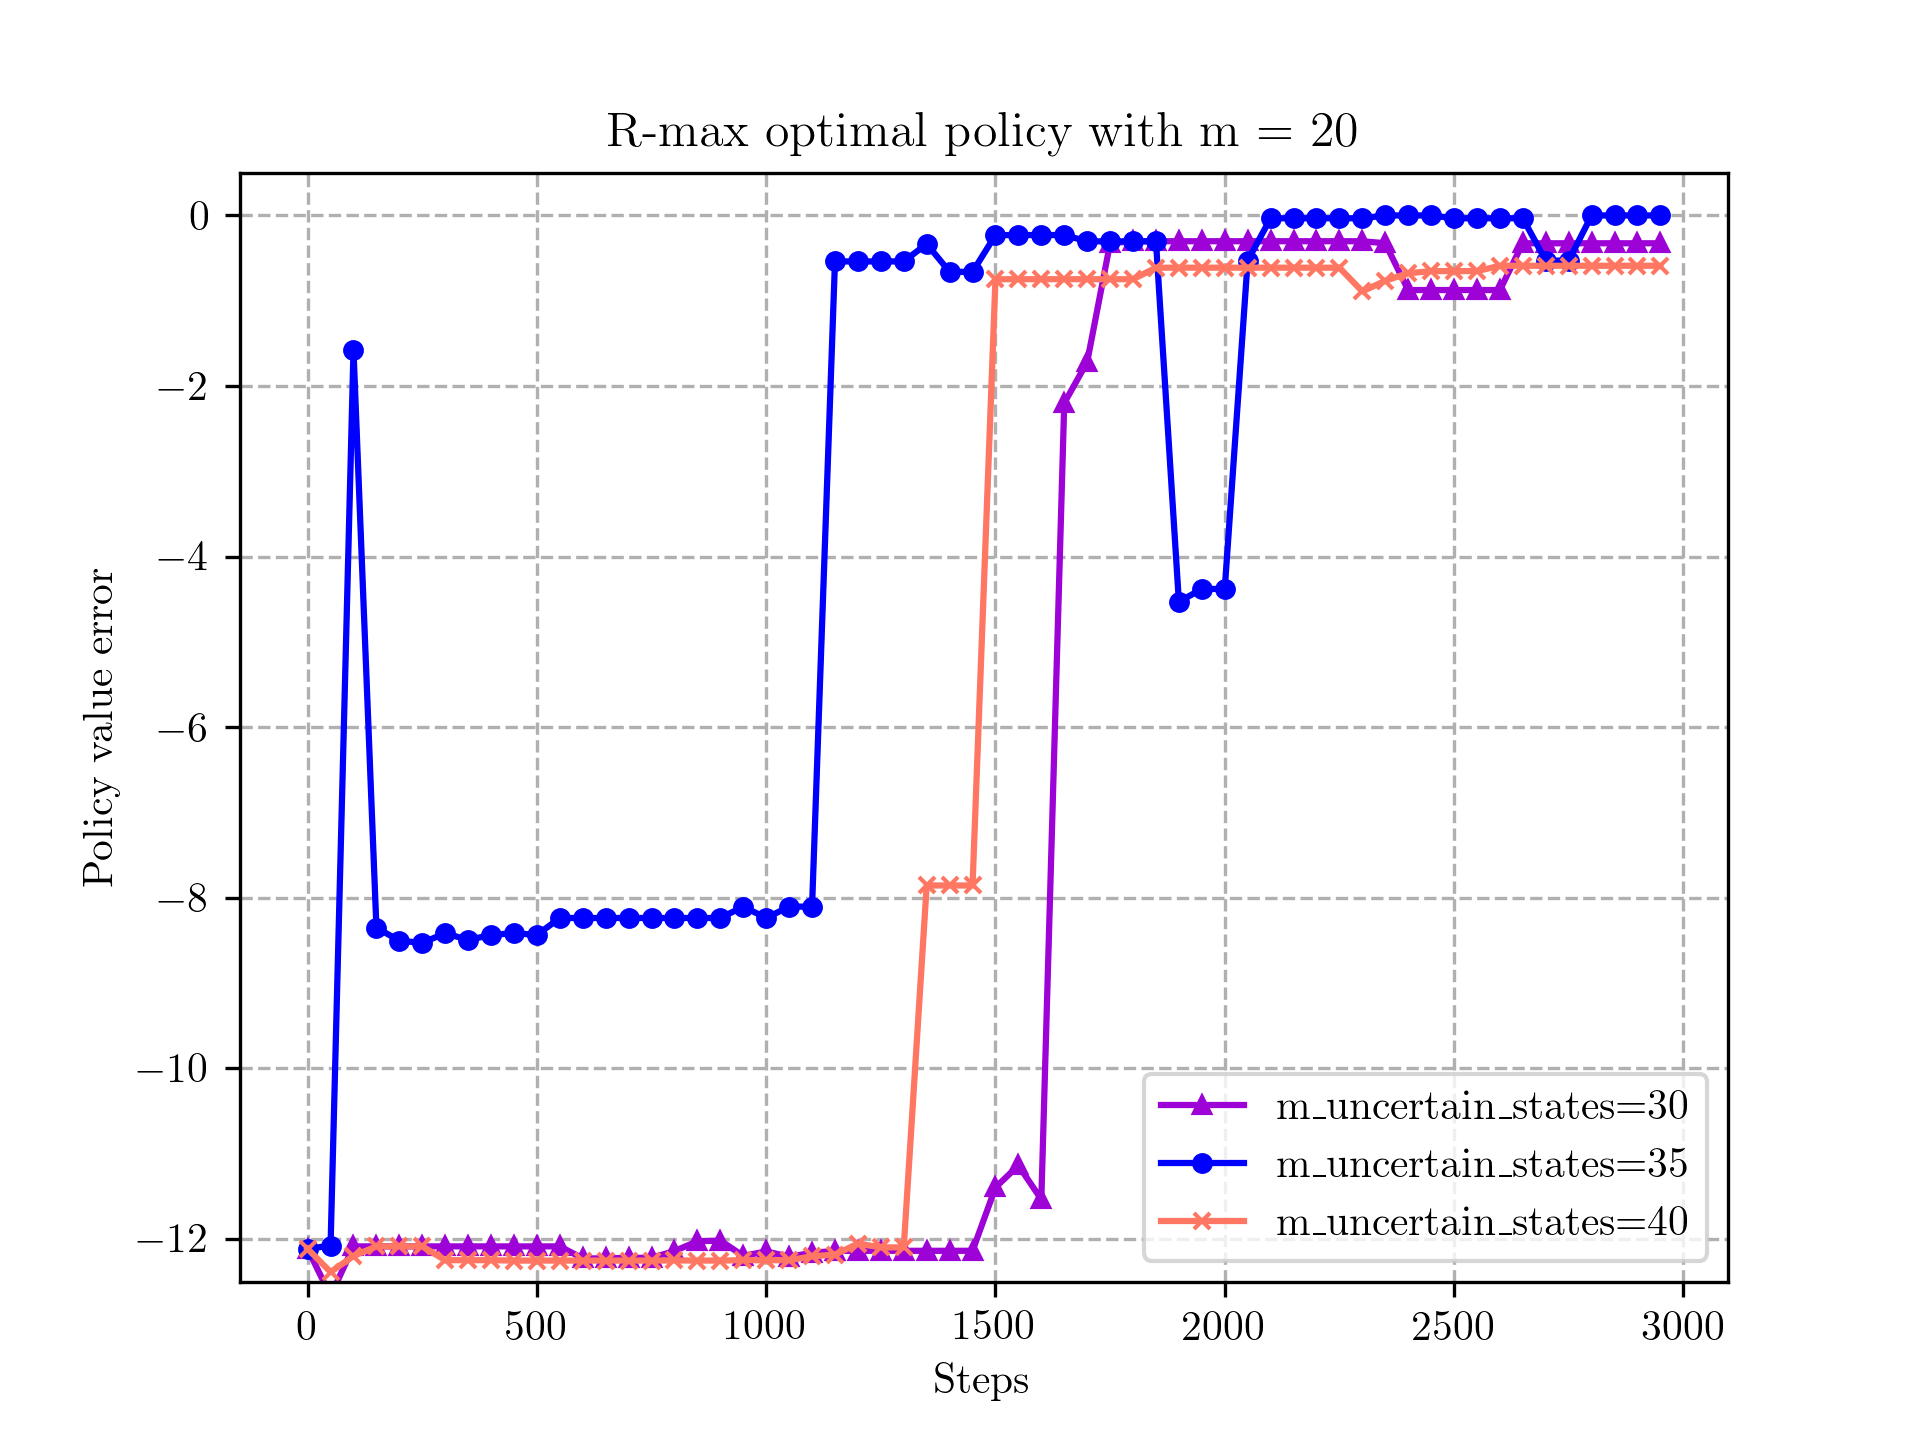 R-max optimal policy with m = 20
Policy value error
0
−2
−4
−6
−8
−10
−12
0 500 1000 1500 2000 2500 3000
Steps
m_uncertain_states=30
m_uncertain_states=35
m_uncertain_states=40